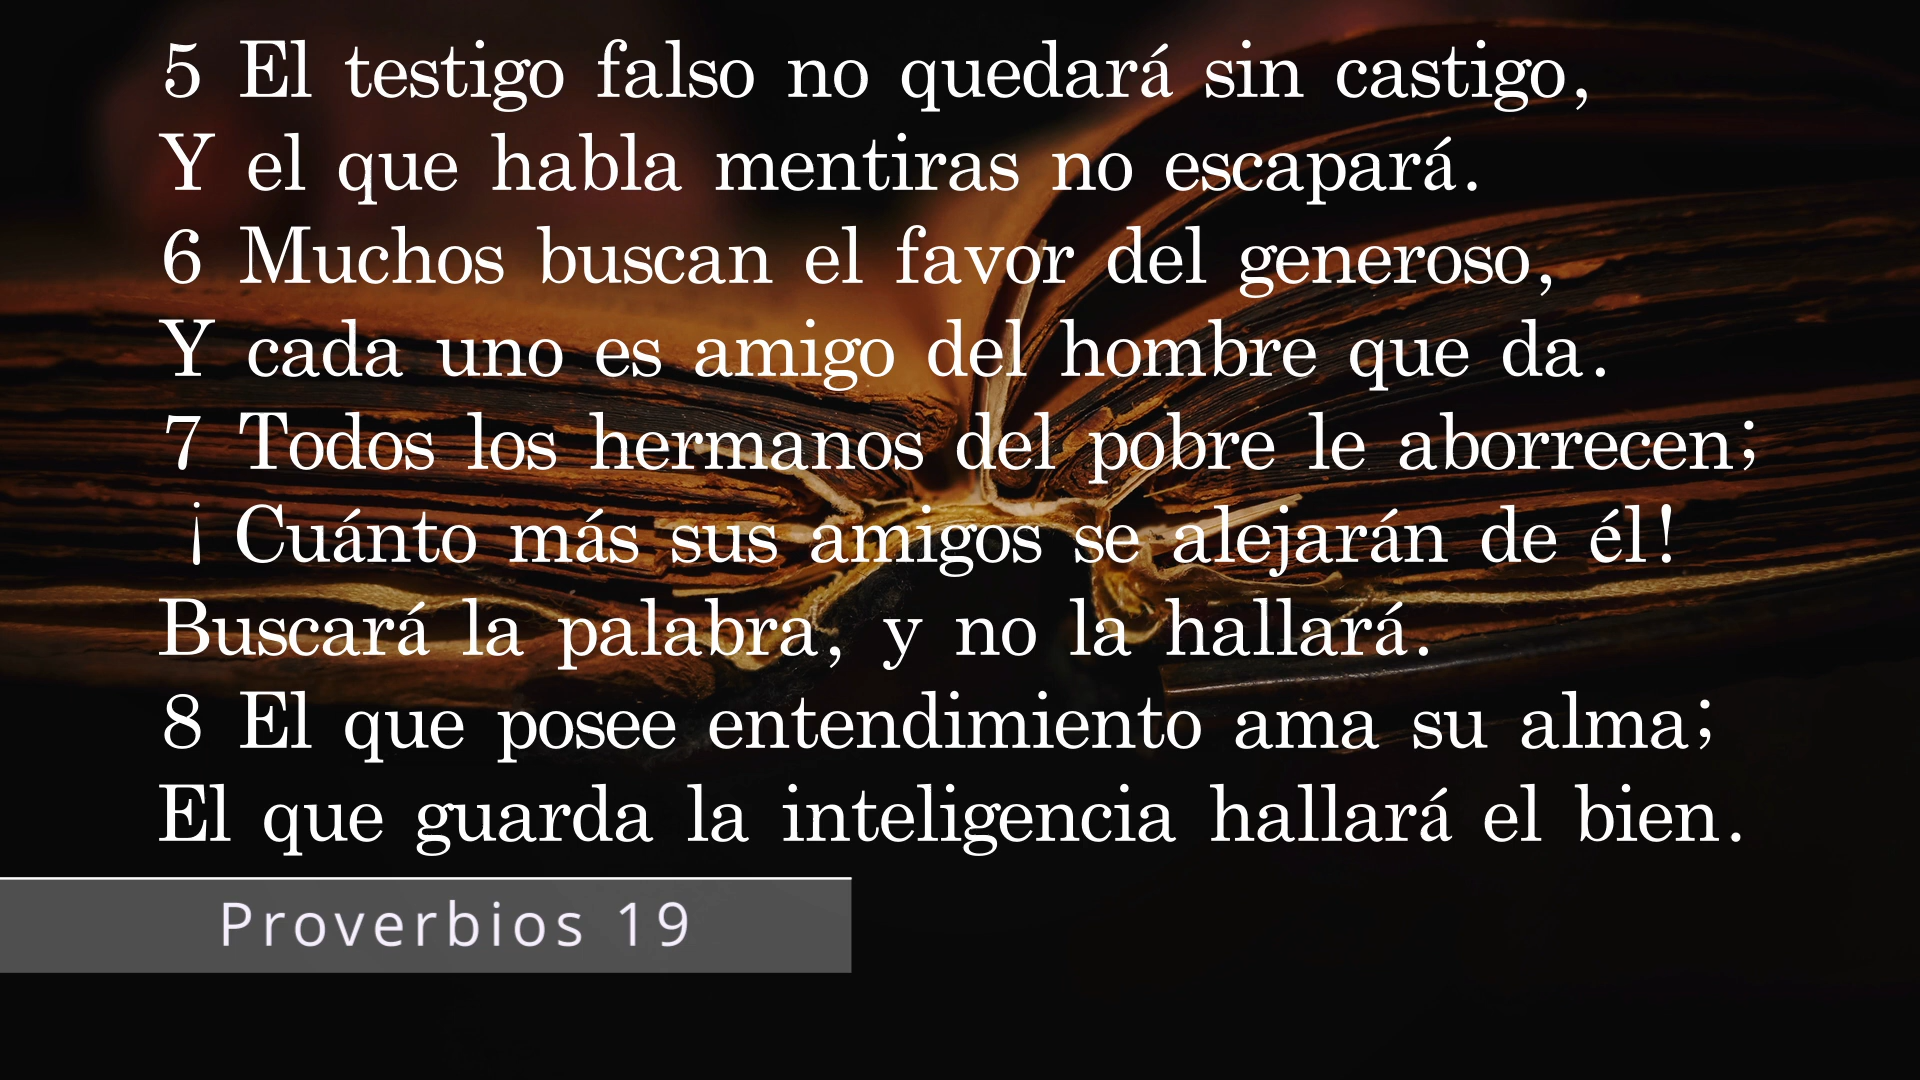 5 El testigo falso no quedará sin castigo,
Y el que habla mentiras no escapará.
6 Muchos buscan el favor del generoso,
Y cada uno es amigo del hombre que da.
7 Todos los hermanos del pobre le aborrecen;
¡Cuánto más sus amigos se alejarán de él!
Buscará la palabra, y no la hallará.
8 El que posee entendimiento ama su alma;
El que guarda la inteligencia hallará el bien.
Proverbios 19